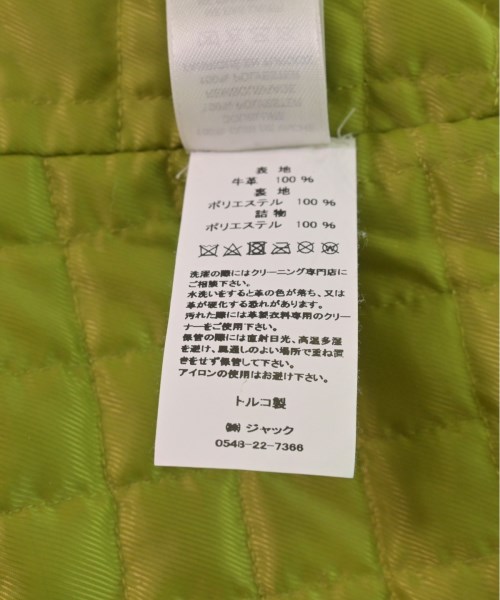 表 地
牛革 100 %
裏 地
ポリエステル 100 %
詰物
ポリエステル 100 %
洗濯の際にはクリーニング専門店に
ご相談下さい。
水洗いをすると革の色が落ち、又は
革が硬化する恐れがあります。
汚れた際には革製衣料専用のクリー
ナーをご使用下さい。
保管の際には直射日光、高温多湿
を避け、風通しのよい場所で重ね置
きをせず保管して下さい。
アイロンの使用はお避け下さい。
トルコ製
㈱ ジャック
0548-22-7366